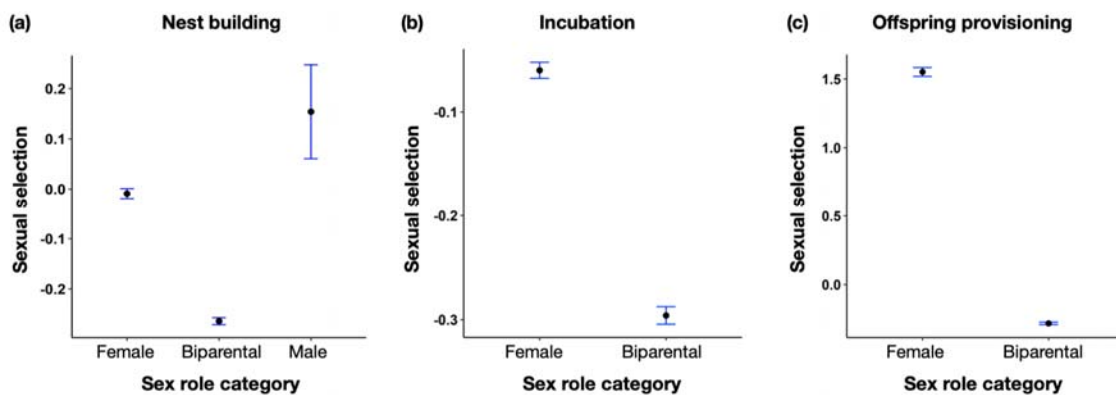 (a) Nest building
Sexual selection
0.2
0.1
0.0
-0.1
-0.2
Female Biparental Male
Sex role category
(b) Incubation
Sexual selection
-0.1
-0.2
-0.3
Female Biparental
Sex role category
(c) Offspring provisioning
Sexual selection
1.5
1.0
0.5
0.0
Female Biparental
Sex role category